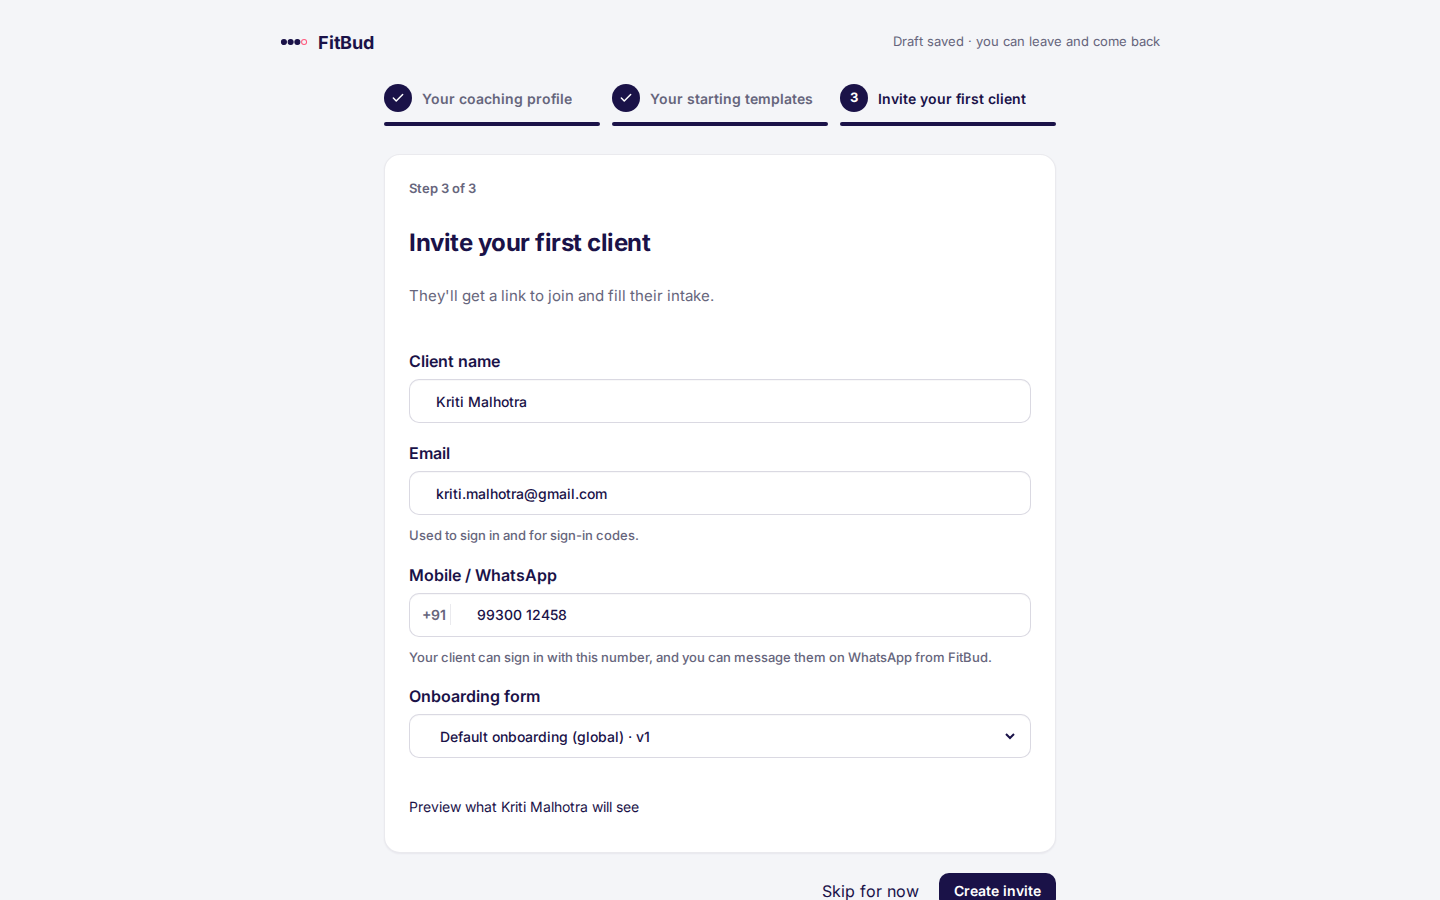 FitBud
Draft saved · you can leave and come back
Your coaching profile
Your starting templates
3 Invite your first client
Step 3 of 3
Invite your first client
They'll get a link to join and fill their intake.
Client name
Kriti Malhotra
Email
kriti.malhotra@gmail.com
Used to sign in and for sign-in codes.
Mobile / WhatsApp
+91 99300 12458
Your client can sign in with this number, and you can message them on WhatsApp from FitBud.
Onboarding form
Default onboarding (global) · v1
Preview what Kriti Malhotra will see
Skip for now
Create invite